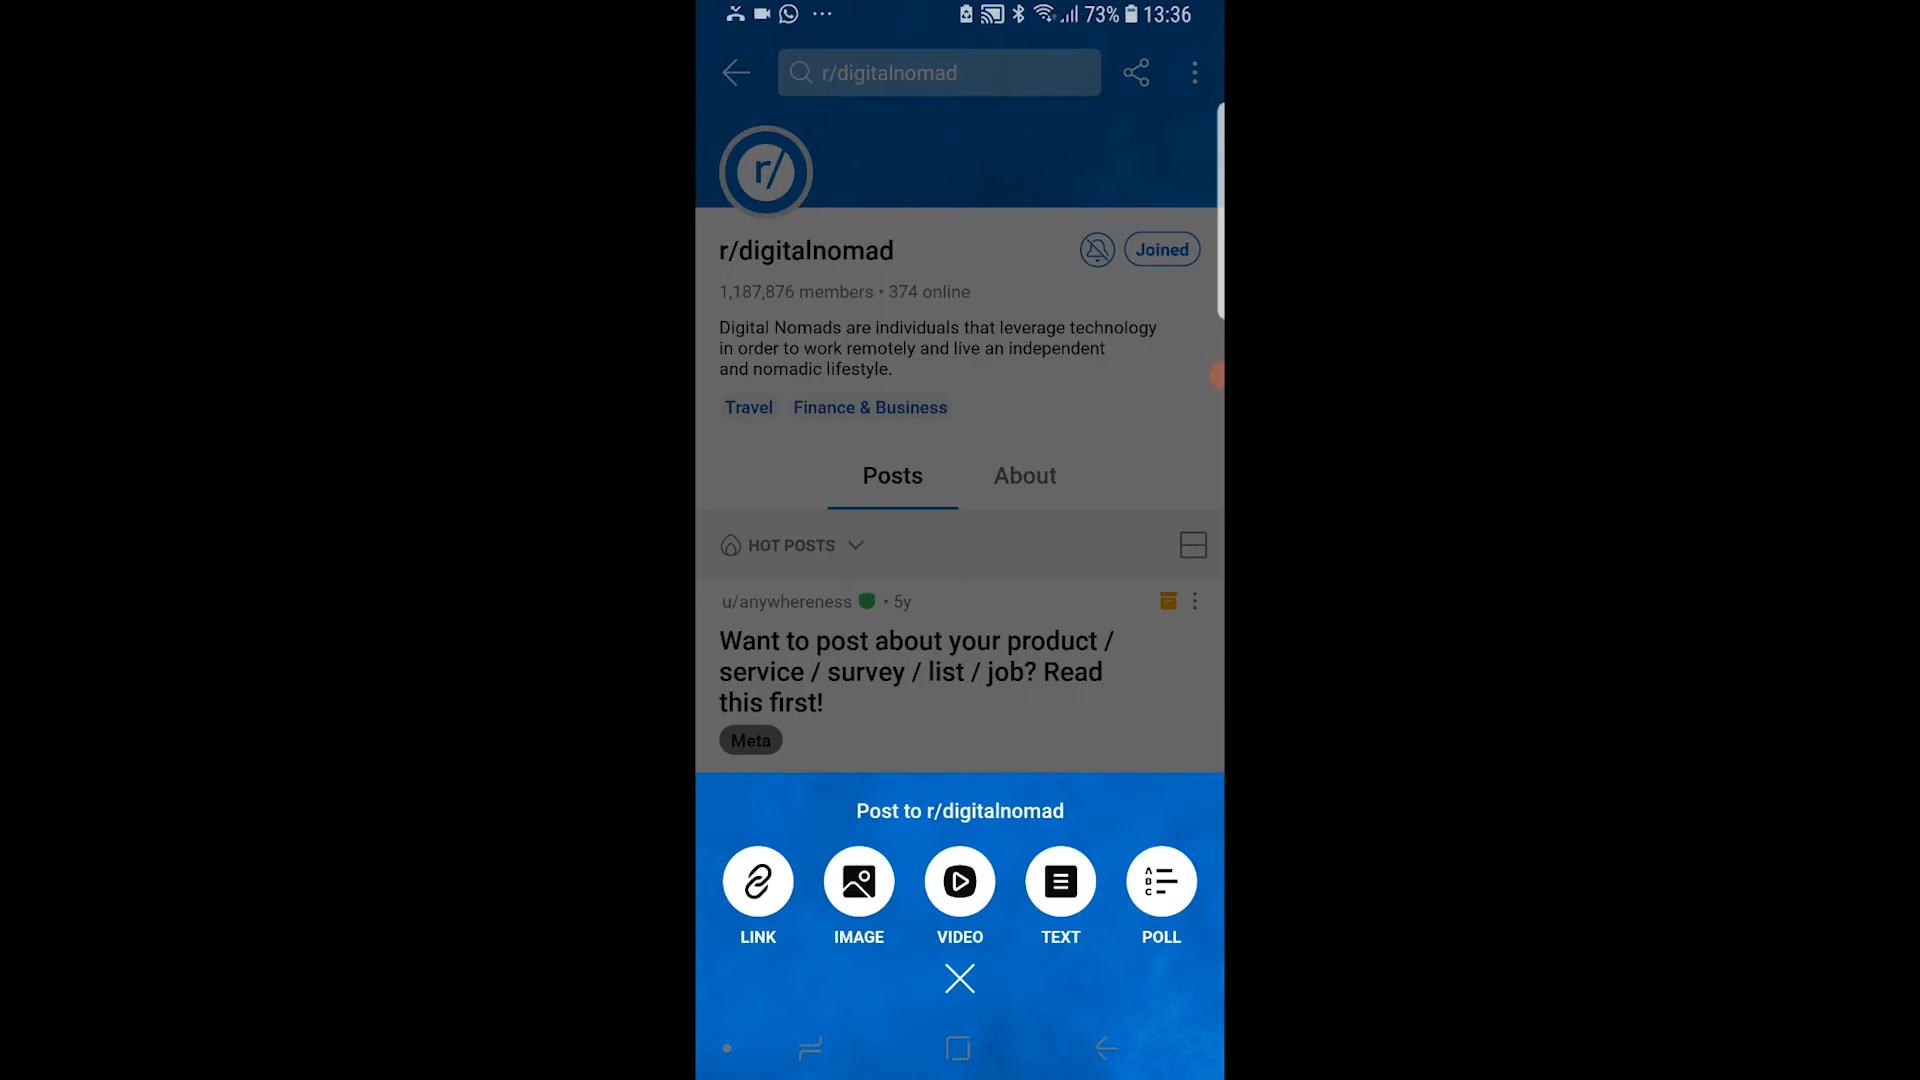 73% 13:36
r/digitalnomad
r/
r/digitalnomad
Joined
1,187,876 members • 374 online
Digital Nomads are individuals that leverage technology
in order to work remotely and live an independent
and nomadic lifestyle.
Travel Finance & Business
Posts About
HOT POSTS
u/anywhereness • 5y
Want to post about your product /
service / survey / list / job? Read
this first!
Meta
Post to r/digitalnomad
LINK IMAGE VIDEO TEXT POLL